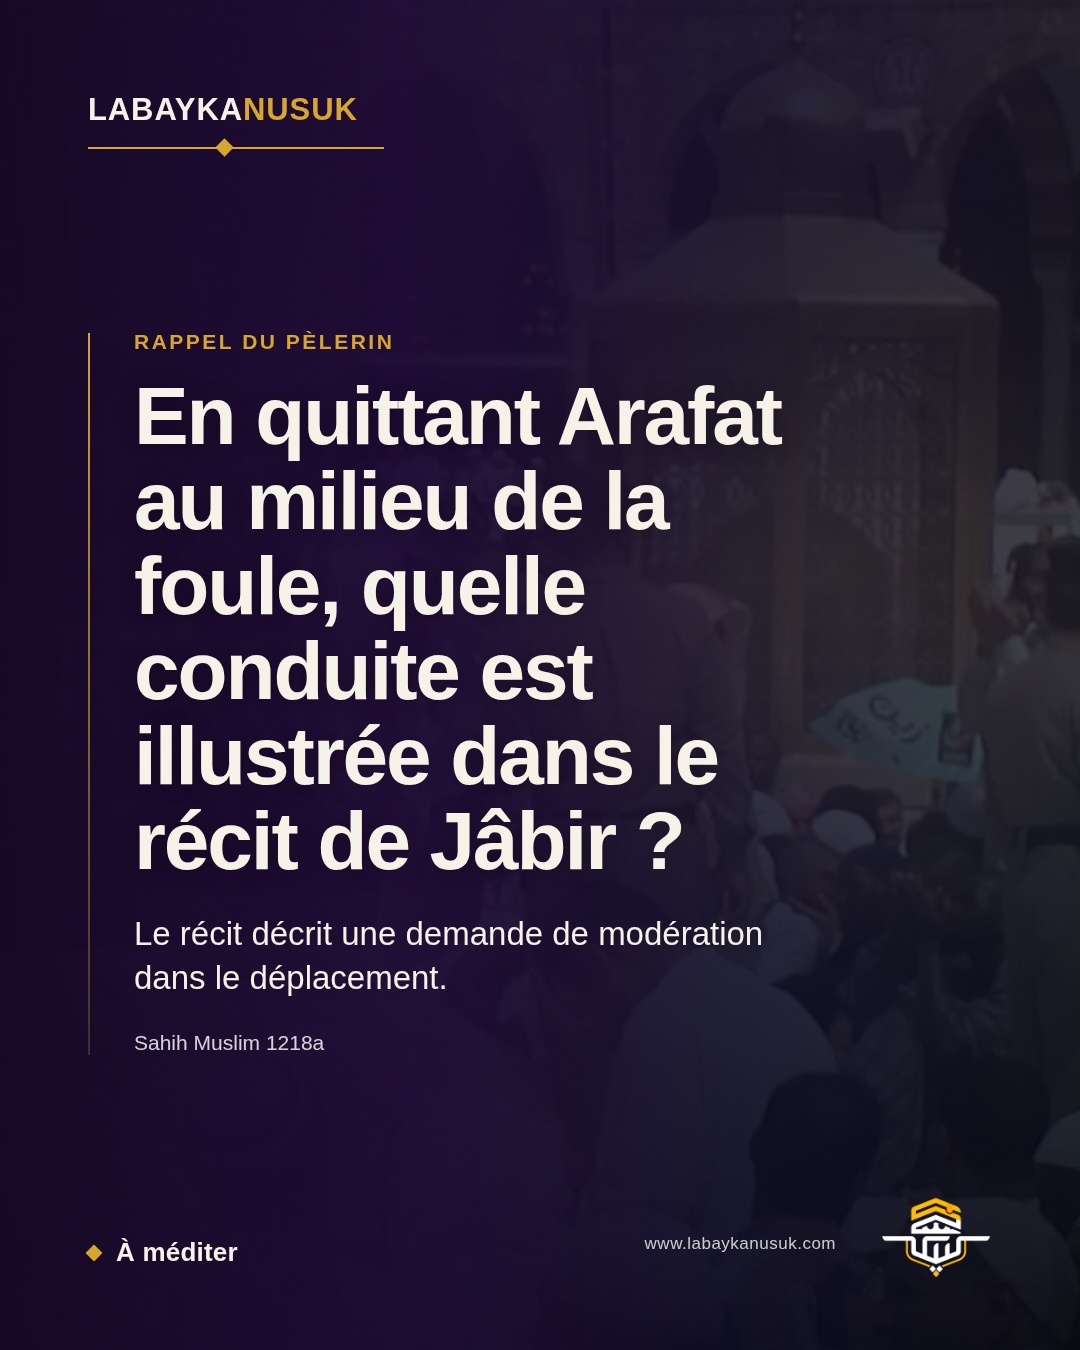 LABAYKANUSUK
RAPPEL DU PÈLERIN
En quittant Arafat
au milieu de la
foule, quelle
conduite est
illustrée dans le
récit de Jâbir ?
Le récit décrit une demande de modération
dans le déplacement.
Sahih Muslim 1218a
À méditer
www.labaykanusuk.com